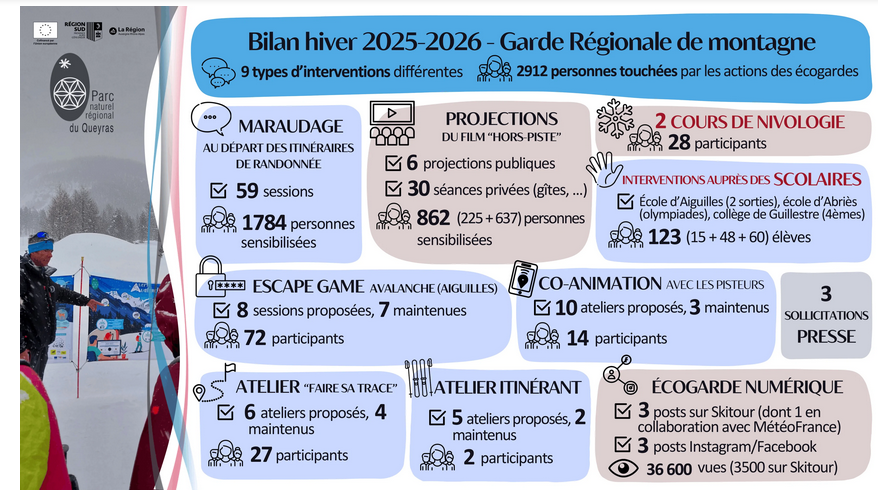 RÉGION
SUD
La Région
Parc
naturel
régional
du Queyras
Bilan hiver 2025-2026 - Garde Régionale de montagne
9 types d'interventions différentes
2912 personnes touchées par les actions des écogardes
MARAUDAGE
AU DÉPART DES ITINÉRAIRES
DE RANDONNÉE
59 sessions
1784 personnes
sensibilisées
PROJECTIONS
DU FILM "HORS-PISTE"
6 projections publiques
30 séances privées (gîtes, ...)
862 (225 + 637) personnes
sensibilisées
2 COURS DE NIVOLOGIE
28 participants
INTERVENTIONS AUPRÈS DES SCOLAIRES
École d'Aiguilles (2 sorties), école d'Abriès
(olympiades), collège de Guillestre (4èmes)
123 (15 + 48 + 60) élèves
ESCAPE GAME AVALANCHE (AIGUILLES)
8 sessions proposées, 7 maintenues
72 participants
CO-ANIMATION AVEC LES PISTEURS
10 ateliers proposés, 3 maintenus
14 participants
3
SOLLICITATIONS
PRESSE
ATELIER "FAIRE SA TRACE"
6 ateliers proposés, 4
maintenus
27 participants
ATELIER ITINÉRANT
5 ateliers proposés, 2
maintenus
2 participants
ÉCOGARDE NUMÉRIQUE
3 posts sur Skitour (dont 1 en
collaboration avec MétéoFrance)
3 posts Instagram/Facebook
36 600 vues (3500 sur Skitour)